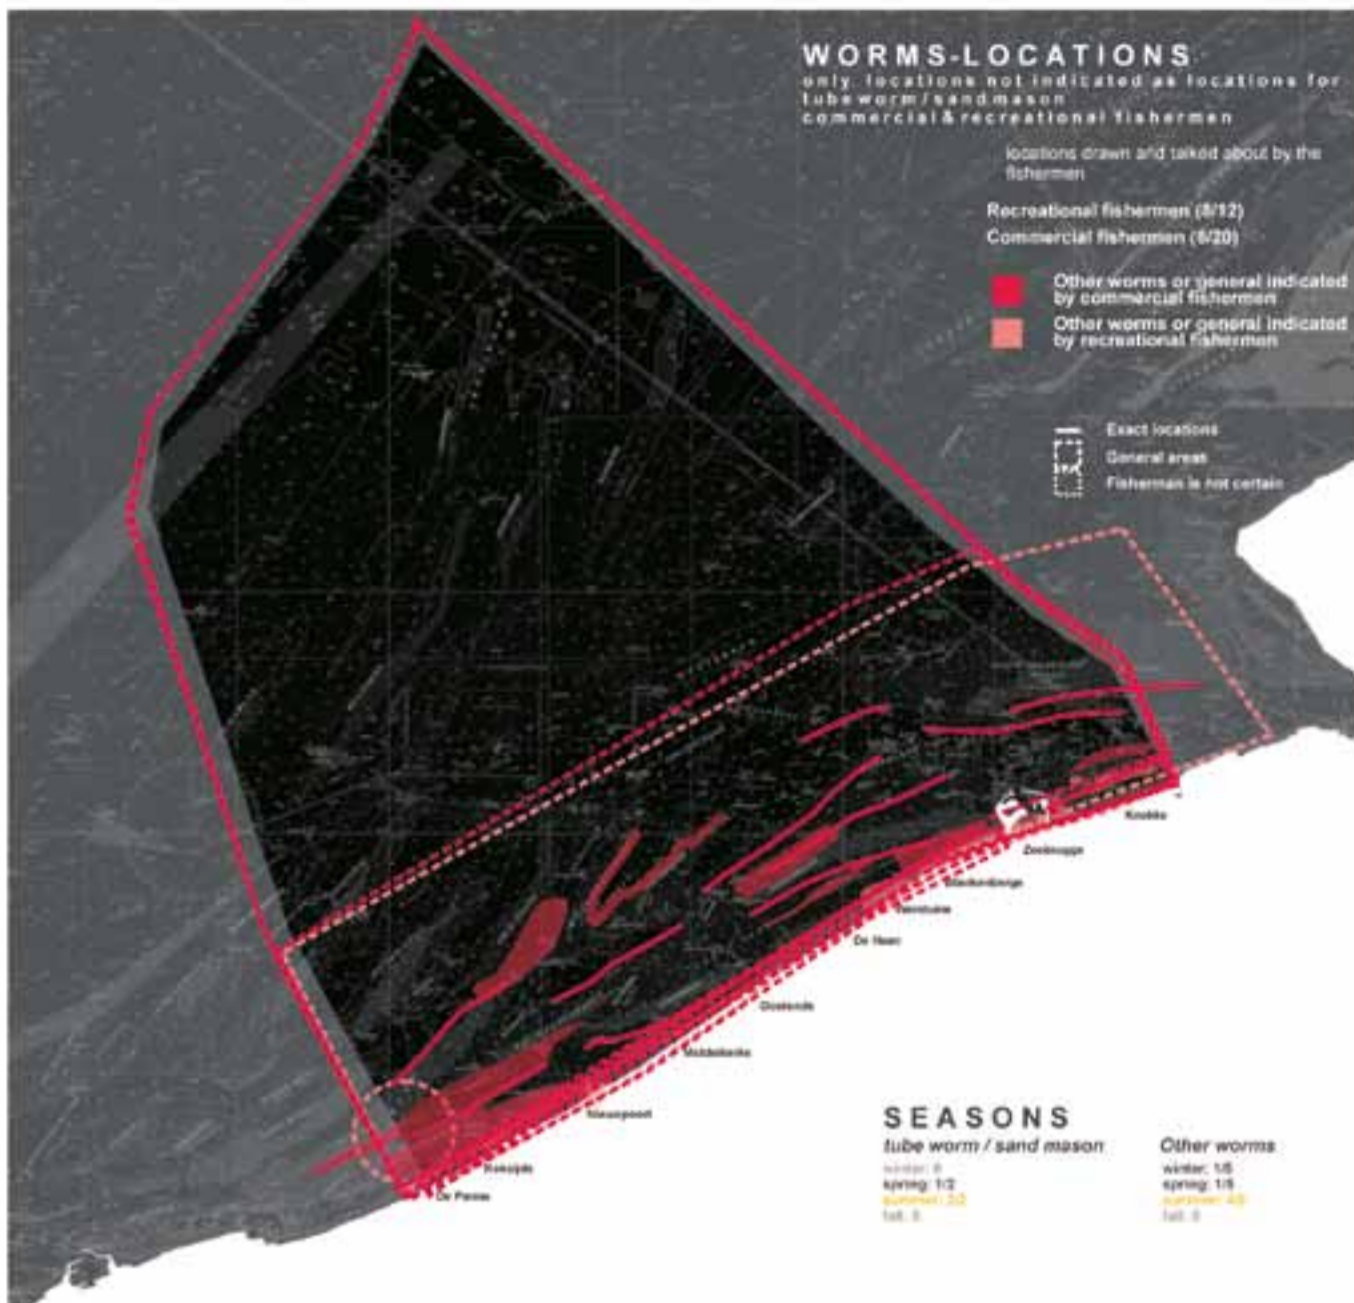 WORMS-LOCATIONS
only locations not indicated as locations for
tubeworm/sandmason
commercial&recreational fishermen
locations drawn and talked about by the
fishermen
Recreational fishermen (8/12)
Commercial fishermen (6/20)
Other worms or general indicated
by commercial fishermen
Other worms or general indicated
by recreational fishermen
Exact locations
General areas
Fisherman is not certain
Knokke
Zeebrugge
Blankenberge
Wenduine
De Haan
Oostende
Middelkerke
Nieuwpoort
Koksijde
De Panne
SEASONS
tube worm / sand mason
winter: 0
spring: 1/2
summer: 2/2
fall: 0
Other worms
winter: 1/5
spring: 1/5
summer: 4/5
fall: 0